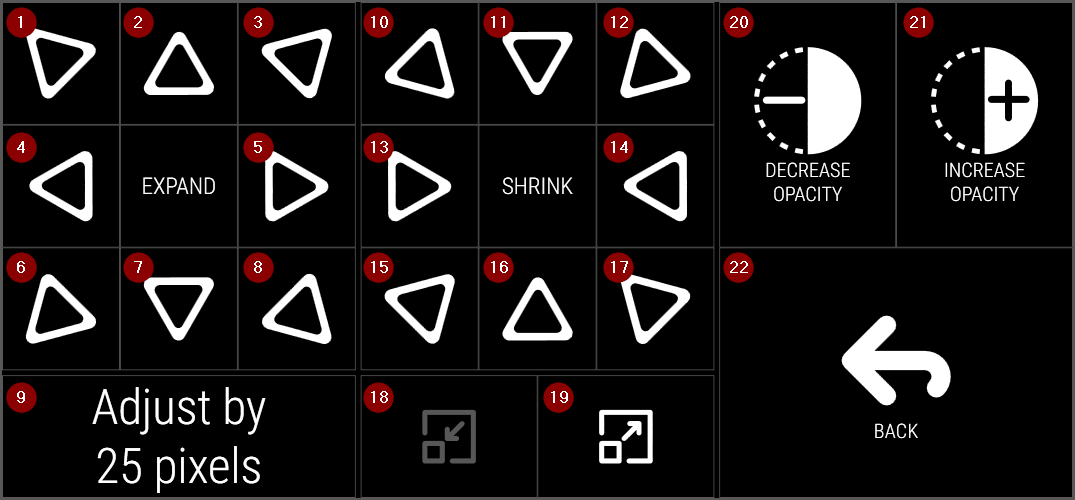 1
2
3
10
11
12
20
21
4
EXPAND
5
13
SHRINK
14
DECREASE
OPACITY
INCREASE
OPACITY
6
7
8
15
16
17
22
9
Adjust by
25 pixels
18
19
BACK